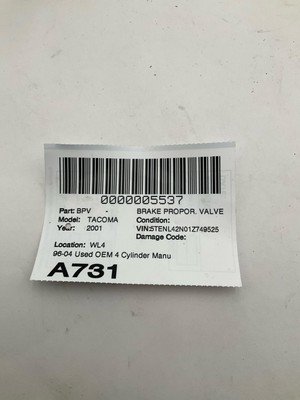 0000005537
Part: BPV BRAKE PROPOR. VALVE
Model: TACOMA Condition:
Year: 2001 VIN:5TENL42N01Z749525
Damage Code:
Location: WL4
96-04 Used OEM 4 Cylinder Manu
A731